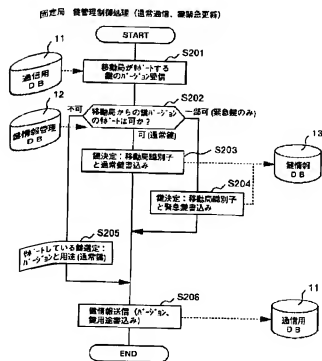 固定局 鍵管理制御処理（通常通信、鍵緊急更新）
START
11
S201
通信用
DB
移動局がサポートする
鍵のバージョン受信
12
S202
不可
移動局からの鍵バージョン
のサポートは可か？
一部可（緊急鍵のみ）
鍵情報管理
DB
可（通常鍵）
13
S203
鍵決定：移動局識別子
と通常鍵書込み
鍵情報
DB
S204
鍵決定：移動局識別子
と緊急鍵書込み
S205
サポートしている鍵選定：
バージョンと用途（通常鍵）
S206
鍵情報送信（バージョン、
鍵用途書込み）
11
通信用
DB
END